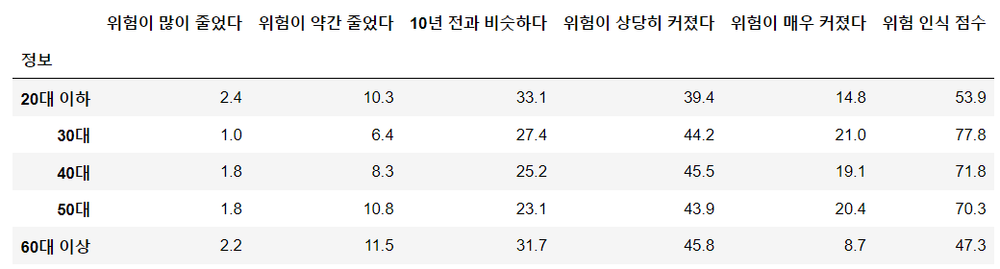 위험이 많이 줄었다 위험이 약간 줄었다 10년 전과 비슷하다 위험이 상당히 커졌다 위험이 매우 커졌다 위험 인식 점수
정보
20대 이하 2.4 10.3 33.1 39.4 14.8 53.9
30대 1.0 6.4 27.4 44.2 21.0 77.8
40대 1.8 8.3 25.2 45.5 19.1 71.8
50대 1.8 10.8 23.1 43.9 20.4 70.3
60대 이상 2.2 11.5 31.7 45.8 8.7 47.3